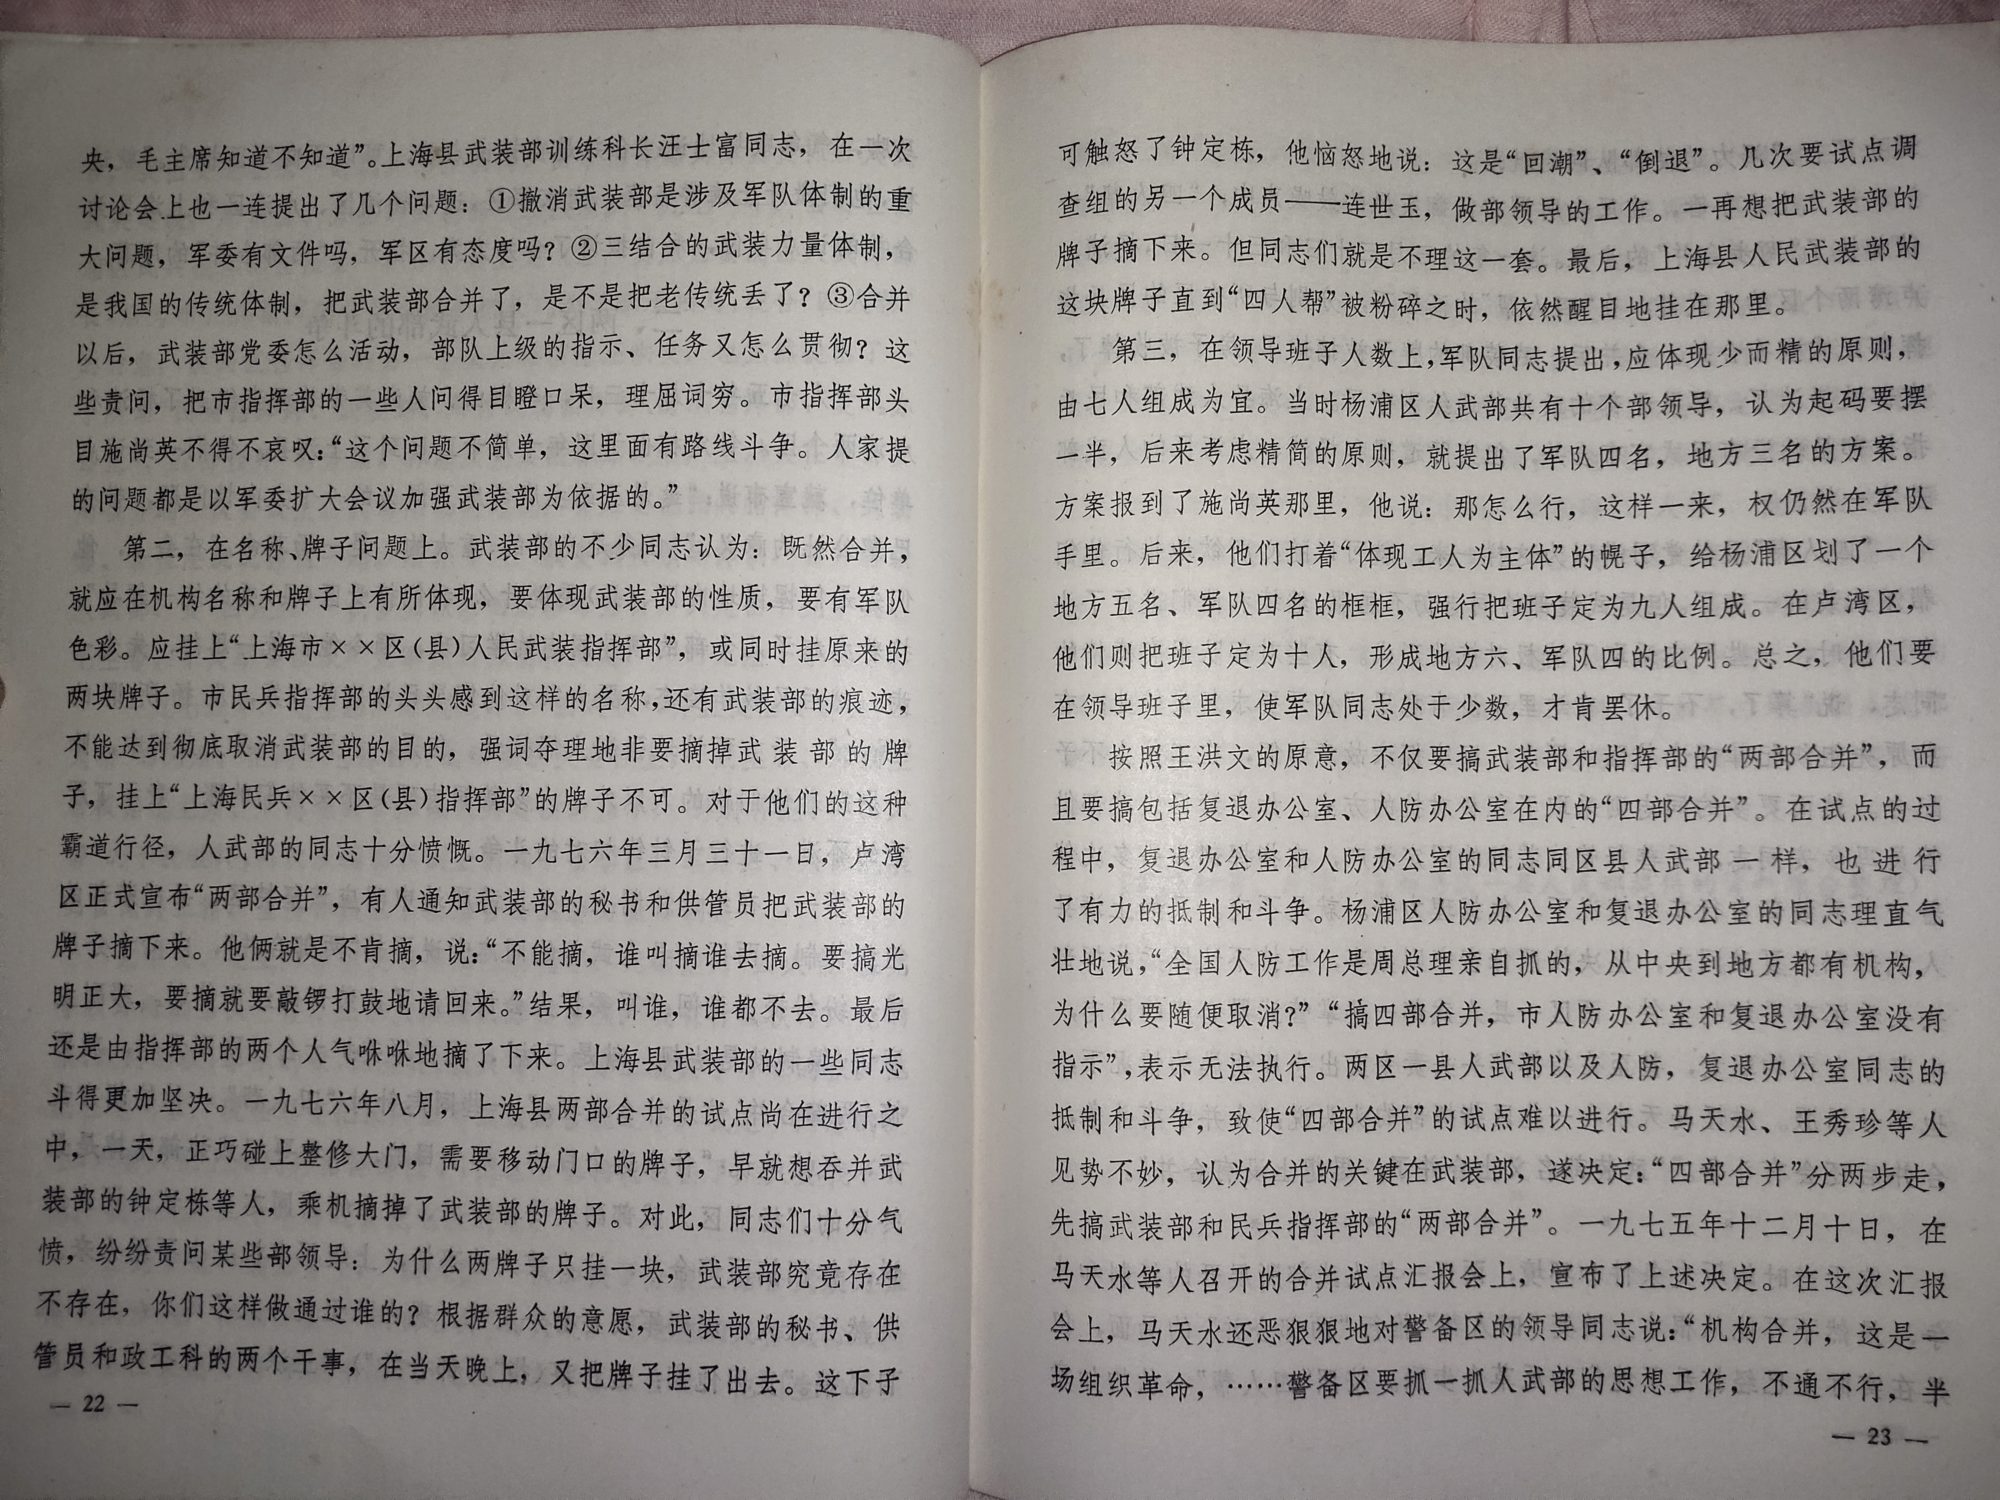 央，毛主席知道不知道”。上海县武装部训练科长汪士富同志，在一次
讨论会上也一连提出了几个问题：①撤消武装部是涉及军队体制的重
大问题，军委有文件吗，军区有态度吗？②三结合的武装力量体制，
是我国的传统体制，把武装部合并了，是不是把老传统丢了？③合并
以后，武装部党委怎么活动，部队上级的指示、任务又怎么贯彻？这
些责问，把市指挥部的一些人问得目瞪口呆，理屈词穷。市指挥部头
目施尚英不得不哀叹：“这个问题不简单，这里面有路线斗争。人家提
的问题都是以军委扩大会议加强武装部为依据的。”
第二，在名称、牌子问题上。武装部的不少同志认为：既然合并，
就应在机构名称和牌子上有所体现，要体现武装部的性质，要有军队
色彩。应挂上“上海市××区（县）人民武装指挥部”，或同时挂原来的
两块牌子。市民兵指挥部的头头感到这样的名称，还有武装部的痕迹，
不能达到彻底取消武装部的目的，强词夺理地非要摘掉武装部的牌
子，挂上“上海民兵××区（县）指挥部”的牌子不可。对于他们的这种
霸道行径，人武部的同志十分愤慨。一九七六年三月三十一日，卢湾
区正式宣布“两部合并”，有人通知武装部的秘书和供管员把武装部的
牌子摘下来。他俩就是不肯摘，说：“不能摘，谁叫摘谁去摘。要搞光
明正大，要摘就要敲锣打鼓地请回来。”结果，叫谁，谁都不去。最后
还是由指挥部的两个人气咻咻地摘了下来。上海县武装部的一些同志
斗得更加坚决。一九七六年八月，上海县两部合并的试点尚在进行之
中，一天，正巧碰上整修大门，需要移动门口的牌子，早就想吞并武
装部的钟定栋等人，乘机摘掉了武装部的牌子。对此，同志们十分气
愤，纷纷责问某些部领导：为什么两牌子只挂一块，武装部究竟存在
不存在，你们这样做通过谁的？根据群众的意愿，武装部的秘书、供
管员和政工科的两个干事，在当天晚上，又把牌子挂了出去。这下子
— 22 —
可触怒了钟定栋，他恼怒地说：这是“回潮”、“倒退”。几次要试点调
查组的另一个成员——连世玉，做部领导的工作。一再想把武装部的
牌子摘下来。但同志们就是不理这一套。最后，上海县人民武装部的
这块牌子直到“四人帮”被粉碎之时，依然醒目地挂在那里。
第三，在领导班子人数上，军队同志提出，应体现少而精的原则，
由七人组成为宜。当时杨浦区人武部共有十个部领导，认为起码要摆
一半，后来考虑精简的原则，就提出了军队四名，地方三名的方案。
方案报到了施尚英那里，他说：那怎么行，这样一来，权仍然在军队
手里。后来，他们打着“体现工人为主体”的幌子，给杨浦区划了一个
地方五名、军队四名的框框，强行把班子定为九人组成。在卢湾区，
他们则把班子定为十人，形成地方六、军队四的比例。总之，他们要
在领导班子里，使军队同志处于少数，才肯罢休。
按照王洪文的原意，不仅要搞武装部和指挥部的“两部合并”，而
且要搞包括复退办公室、人防办公室在内的“四部合并”。在试点的过
程中，复退办公室和人防办公室的同志同区县人武部一样，也进行
了有力的抵制和斗争。杨浦区人防办公室和复退办公室的同志理直气
壮地说，“全国人防工作是周总理亲自抓的，从中央到地方都有机构，
为什么要随便取消？”“搞四部合并，市人防办公室和复退办公室没有
指示”，表示无法执行。两区一县人武部以及人防，复退办公室同志的
抵制和斗争，致使“四部合并”的试点难以进行。马天水、王秀珍等人
见势不妙，认为合并的关键在武装部，遂决定：“四部合并”分两步走，
先搞武装部和民兵指挥部的“两部合并”。一九七五年十二月十日，在
马天水等人召开的合并试点汇报会上，宣布了上述决定。在这次汇报
会上，马天水还恶狠狠地对警备区的领导同志说：“机构合并，这是一
场组织革命，……警备区要抓一抓人武部的思想工作，不通不行，半
— 23 —